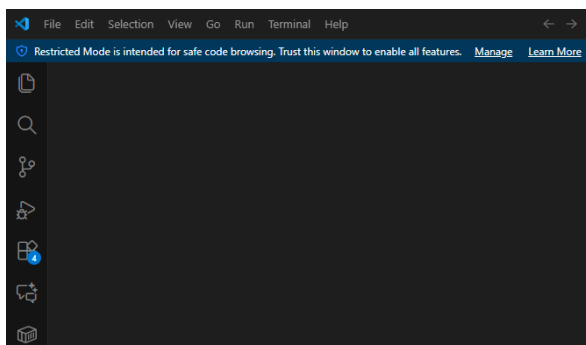 File Edit Selection View Go Run Terminal Help
Restricted Mode is intended for safe code browsing. Trust this window to enable all features. Manage Learn More
4